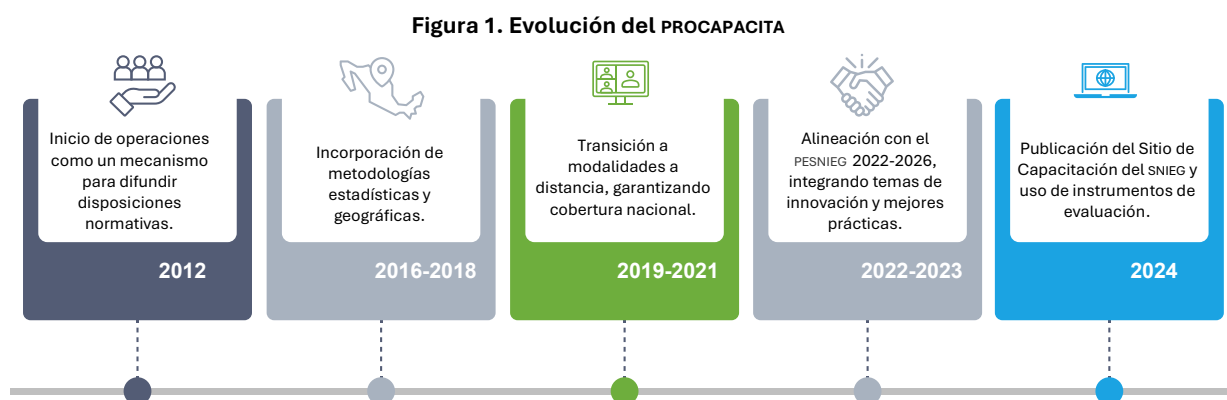 Figura 1. Evolución del PROCAPACITA
Inicio de operaciones
como un mecanismo
para difundir
disposiciones
normativas.
2012
Incorporación de
metodologías
estadísticas y
geográficas.
2016-2018
Transición a
modalidades a
distancia, garantizando
cobertura nacional.
2019-2021
Alineación con el
PESNIEG 2022-2026,
integrando temas de
innovación y mejores
prácticas.
2022-2023
Publicación del Sitio de
Capacitación del SNIEG y
uso de instrumentos de
evaluación.
2024